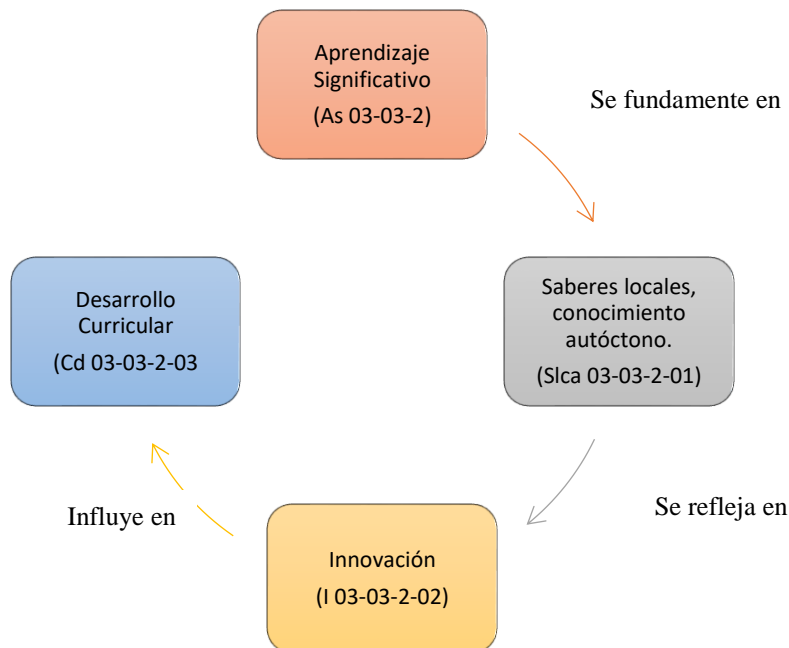 Aprendizaje
Significativo
(As 03-03-2)
Se fundamente en
Saberes locales,
conocimiento
autóctono.
(Slca 03-03-2-01)
Se refleja en
Innovación
(I 03-03-2-02)
Influye en
Desarrollo
Curricular
(Cd 03-03-2-03